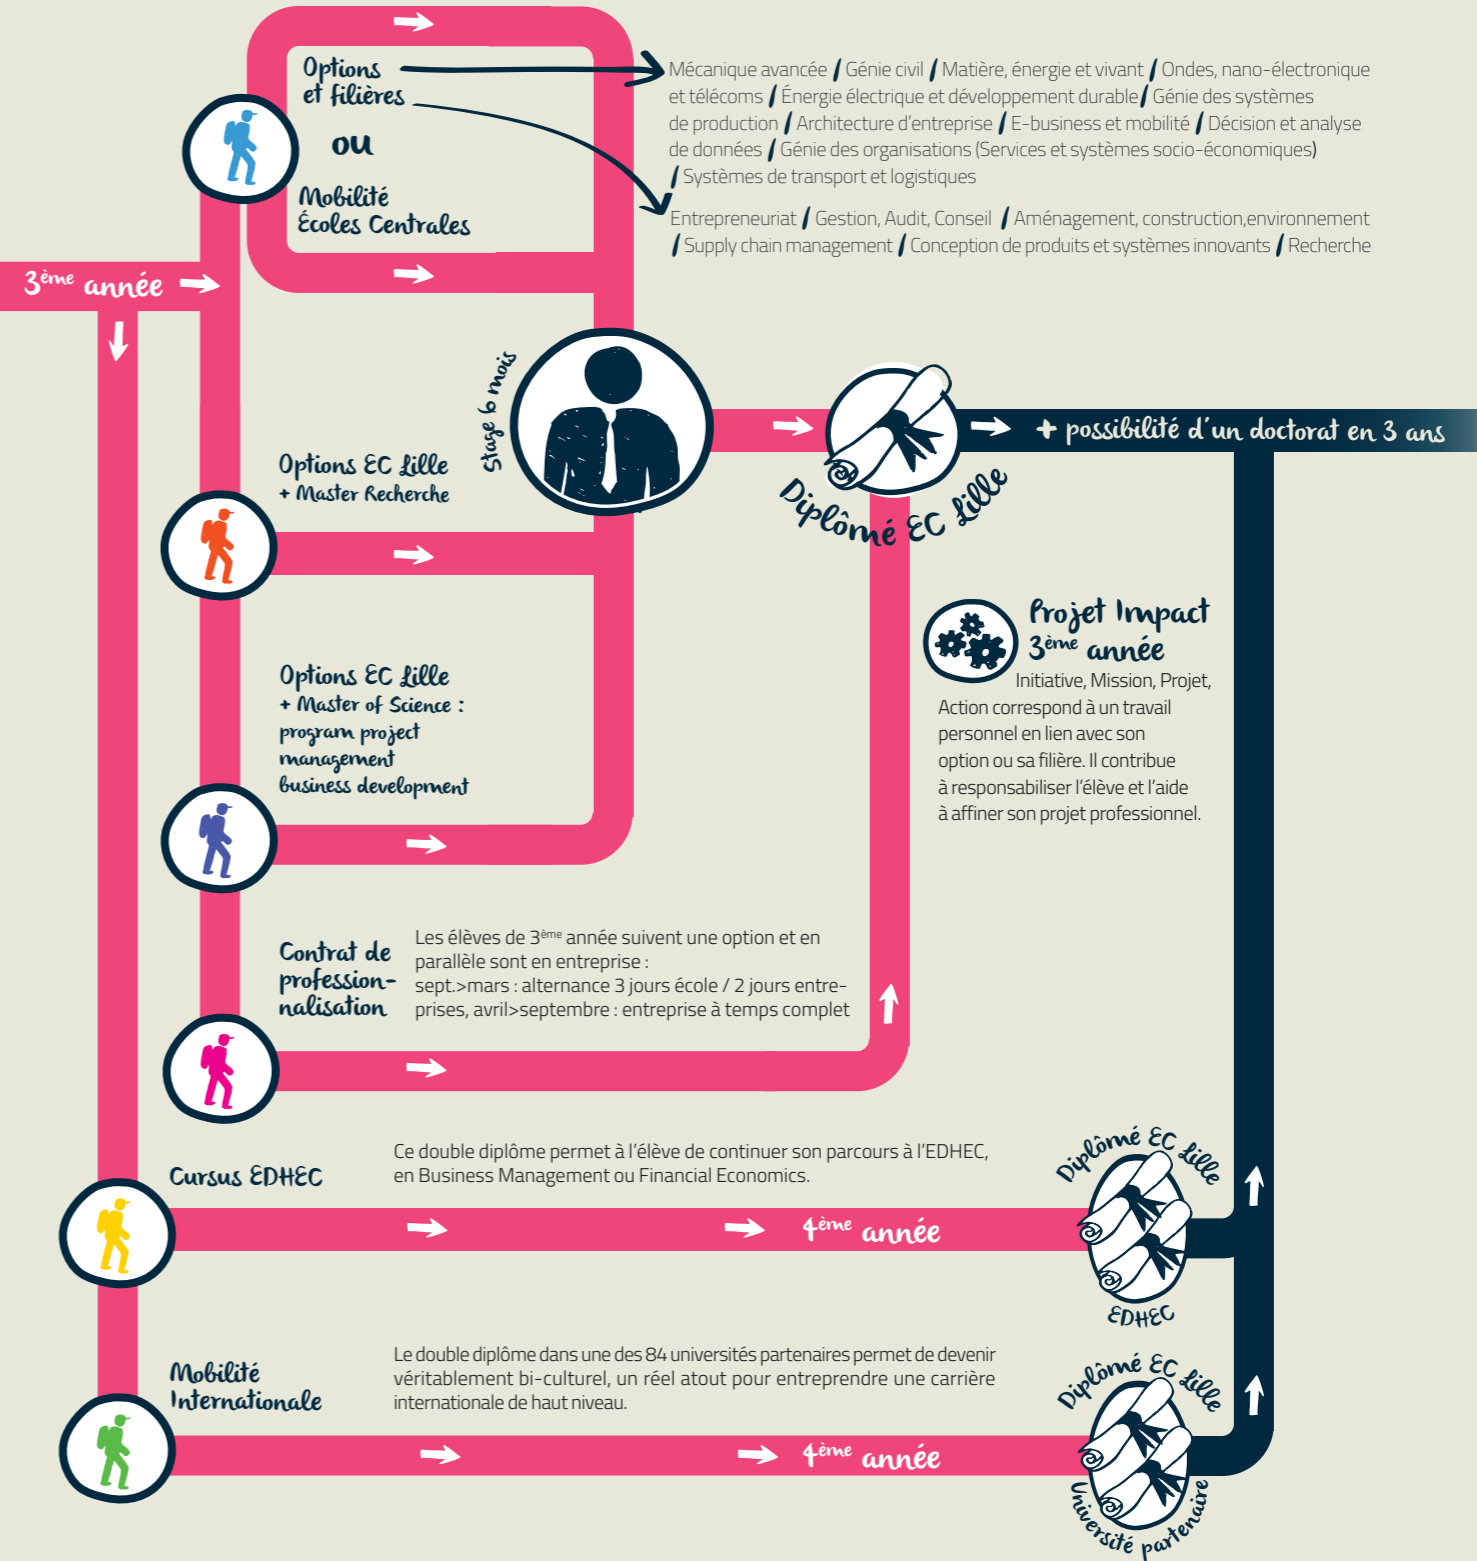 Options
et filières
ou
Mobilité
Écoles Centrales
Mécanique avancée / Génie civil / Matière, énergie et vivant / Ondes, nano-électronique
et télécoms / Énergie électrique et développement durable / Génie des systèmes
de production / Architecture d'entreprise / E-business et mobilité / Décision et analyse
de données / Génie des organisations (Services et systèmes socio-économiques)
/ Systèmes de transport et logistiques
Entrepreneuriat / Gestion, Audit, Conseil / Aménagement, construction,environnement
/ Supply chain management / Conception de produits et systèmes innovants / Recherche
3ème année
Stage 6 mois
Diplômé EC Lille
+ possibilité d'un doctorat en 3 ans
Options EC Lille
+ Master Recherche
Projet Impact
3ème année
Initiative, Mission, Projet,
Action correspond à un travail
personnel en lien avec son
option ou sa filière. Il contribue
à responsabiliser l'élève et l'aide
à affiner son projet professionnel.
Options EC Lille
+ Master of Science :
program project
management
business development
Contrat de
profession-
nalisation
Les élèves de 3ème année suivent une option et en
parallèle sont en entreprise :
sept.>mars : alternance 3 jours école / 2 jours entre-
prises, avril>septembre : entreprise à temps complet
Cursus EDHEC
Ce double diplôme permet à l'élève de continuer son parcours à l'EDHEC,
en Business Management ou Financial Economics.
4ème année
Diplômé EC Lille
EDHEC
Mobilité
Internationale
Le double diplôme dans une des 84 universités partenaires permet de devenir
véritablement bi-culturel, un réel atout pour entreprendre une carrière
internationale de haut niveau.
4ème année
Diplômé EC Lille
Université partenaire